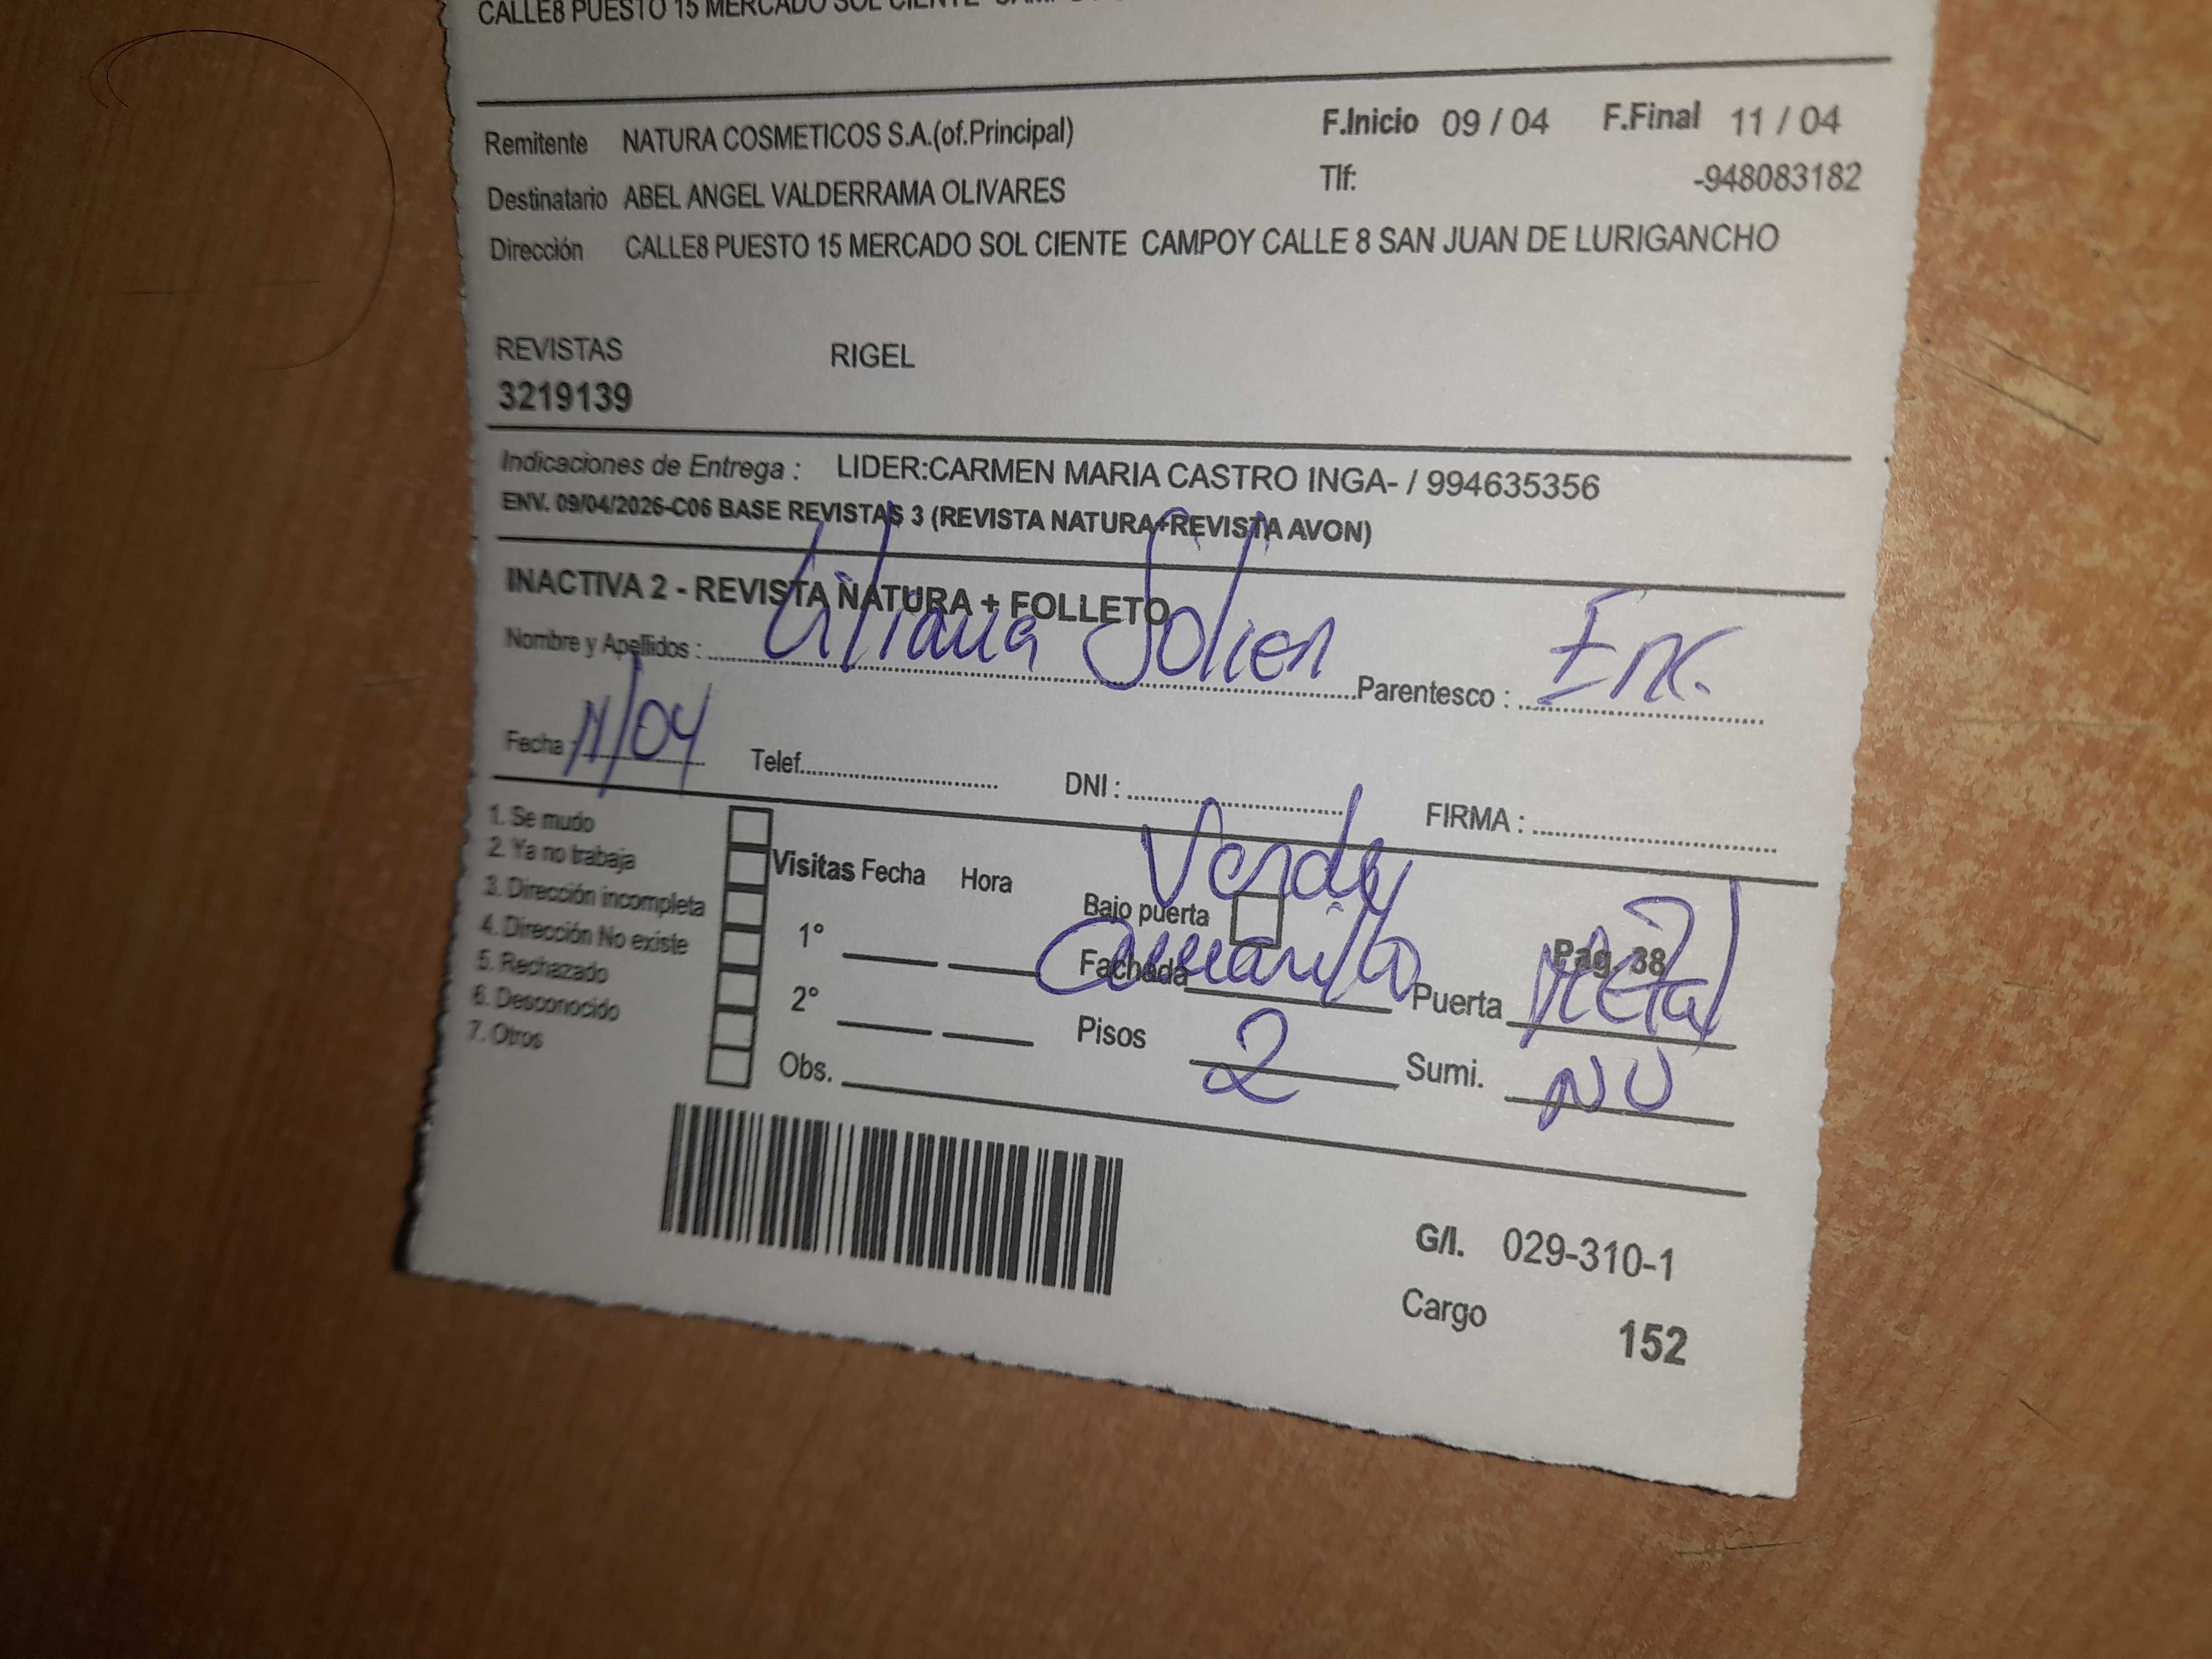 CALLE8 PUESTO 15 MERCADO SOL CIENTE
Remitente NATURA COSMETICOS S.A.(of.Principal) F.Inicio 09 / 04 F.Final 11 / 04
Destinatario ABEL ANGEL VALDERRAMA OLIVARES Tlf: -948083182
Dirección CALLE8 PUESTO 15 MERCADO SOL CIENTE CAMPOY CALLE 8 SAN JUAN DE LURIGANCHO
REVISTAS RIGEL
3219139
Indicaciones de Entrega : LIDER:CARMEN MARIA CASTRO INGA- / 994635356
ENV. 09/04/2026-C06 BASE REVISTAS 3 (REVISTA NATURA+REVISTA AVON)
INACTIVA 2 - REVISTA NATURA + FOLLETO
Nombre y Apellidos : Liliana Solier Parentesco : Enc.
Fecha : 11/04 Telef. DNI : FIRMA :
1. Se mudo
2. Ya no trabaja
3. Dirección incompleta
4. Dirección No existe
5. Rechazado
6. Desconocido
7. Otros
Visitas Fecha Hora
1°
2°
Obs.
Verde
Bajo puerta Pag. 38
Fachada amarillo Puerta Metal
Pisos 2 Sumi. NO
G/I. 029-310-1
Cargo 152